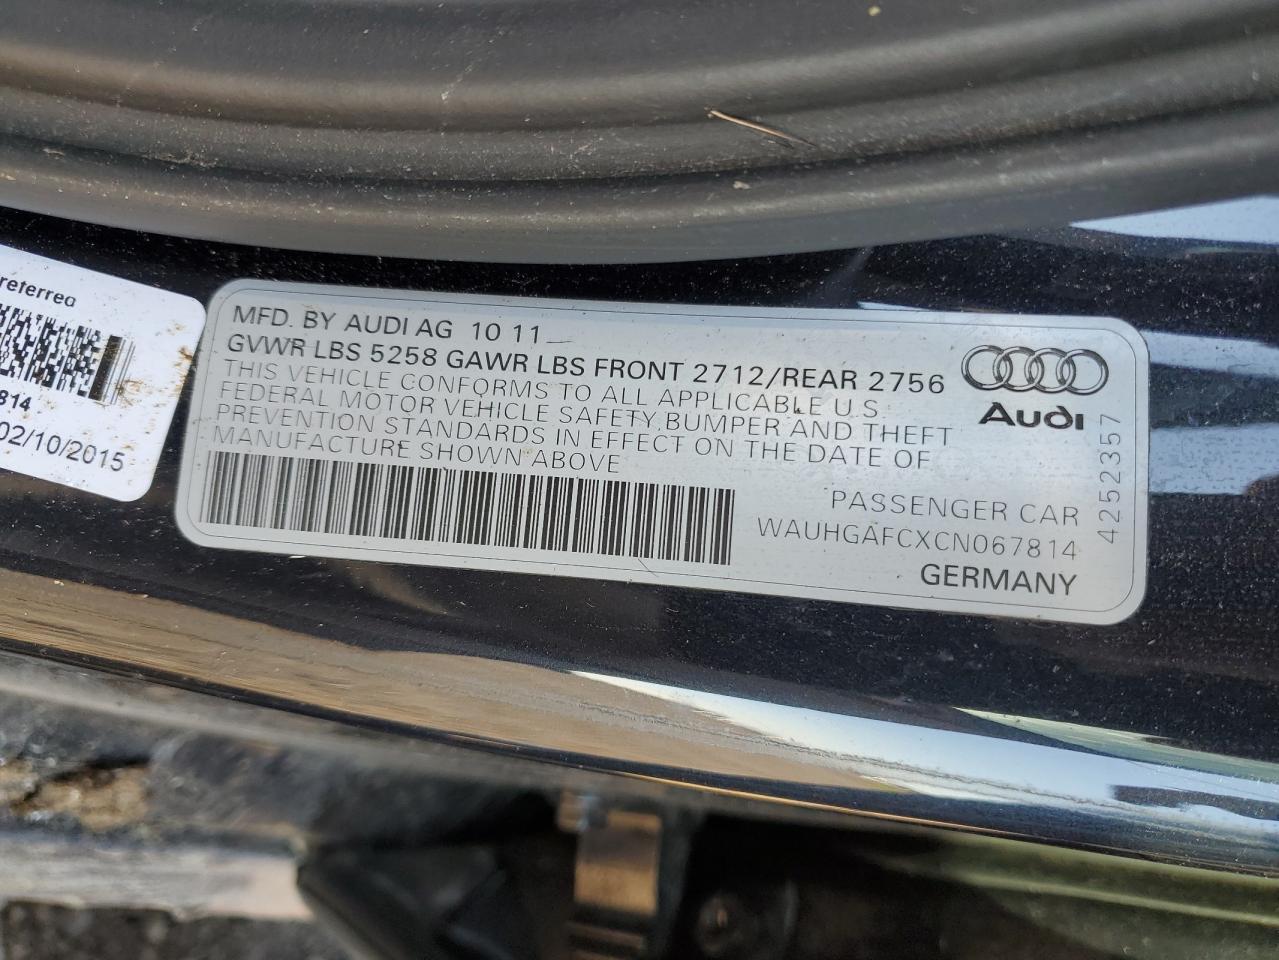 referred
814
02/10/2015
MFD. BY AUDI AG 10 11
GVWR LBS 5258 GAWR LBS FRONT 2712/REAR 2756
THIS VEHICLE CONFORMS TO ALL APPLICABLE U.S.
FEDERAL MOTOR VEHICLE SAFETY, BUMPER AND THEFT
PREVENTION STANDARDS IN EFFECT ON THE DATE OF
MANUFACTURE SHOWN ABOVE
Audi
PASSENGER CAR
WAUHGAFCXCN067814
GERMANY
4252357